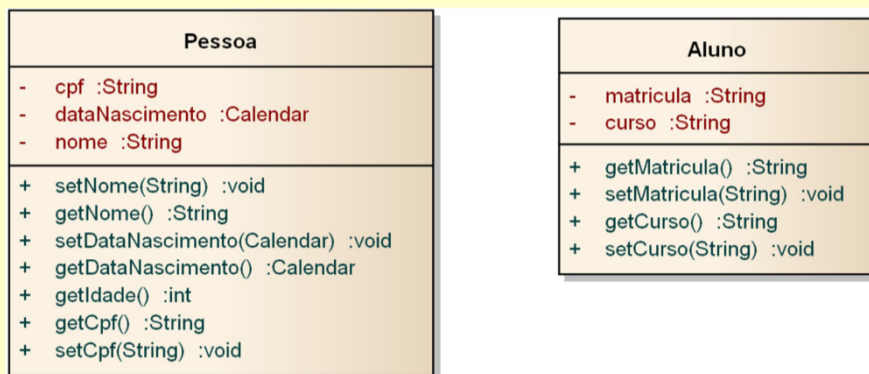 Pessoa
- cpf :String
- dataNascimento :Calendar
- nome :String
+ setNome(String) :void
+ getNome() :String
+ setDataNascimento(Calendar) :void
+ getDataNascimento() :Calendar
+ getIdade() :int
+ getCpf() :String
+ setCpf(String) :void
Aluno
- matricula :String
- curso :String
+ getMatricula() :String
+ setMatricula(String) :void
+ getCurso() :String
+ setCurso(String) :void